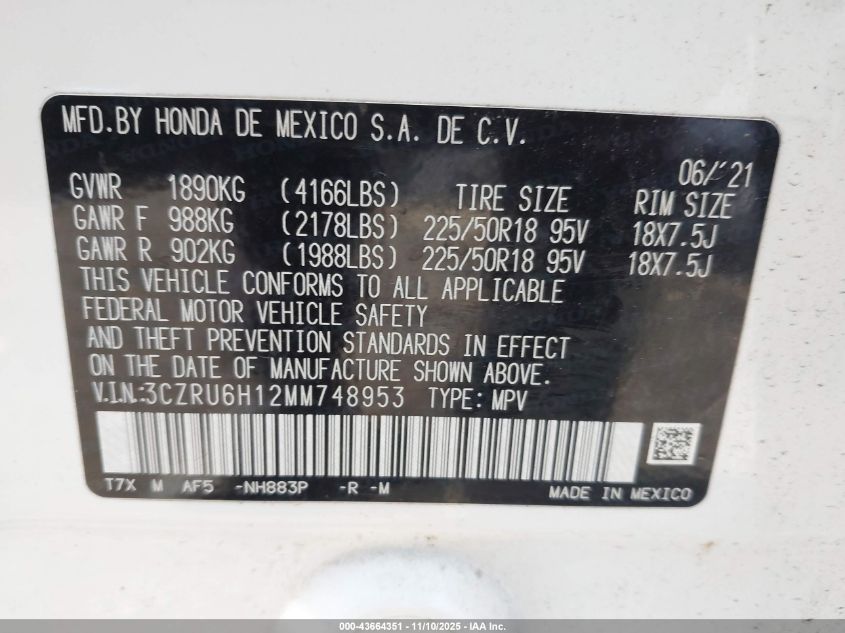 MFD.BY HONDA DE MEXICO S.A. DE C.V.
06/'21
GVWR 1890KG (4166LBS) TIRE SIZE RIM SIZE
GAWR F 988KG (2178LBS) 225/50R18 95V 18X7.5J
GAWR R 902KG (1988LBS) 225/50R18 95V 18X7.5J
THIS VEHICLE CONFORMS TO ALL APPLICABLE
FEDERAL MOTOR VEHICLE SAFETY
AND THEFT PREVENTION STANDARDS IN EFFECT
ON THE DATE OF MANUFACTURE SHOWN ABOVE.
V.I.N.:3CZRU6H12MM748953 TYPE: MPV
T7X M AF5 -NH883P -R -M MADE IN MEXICO
000-43664351 — 11/10/2025 — IAA Inc.